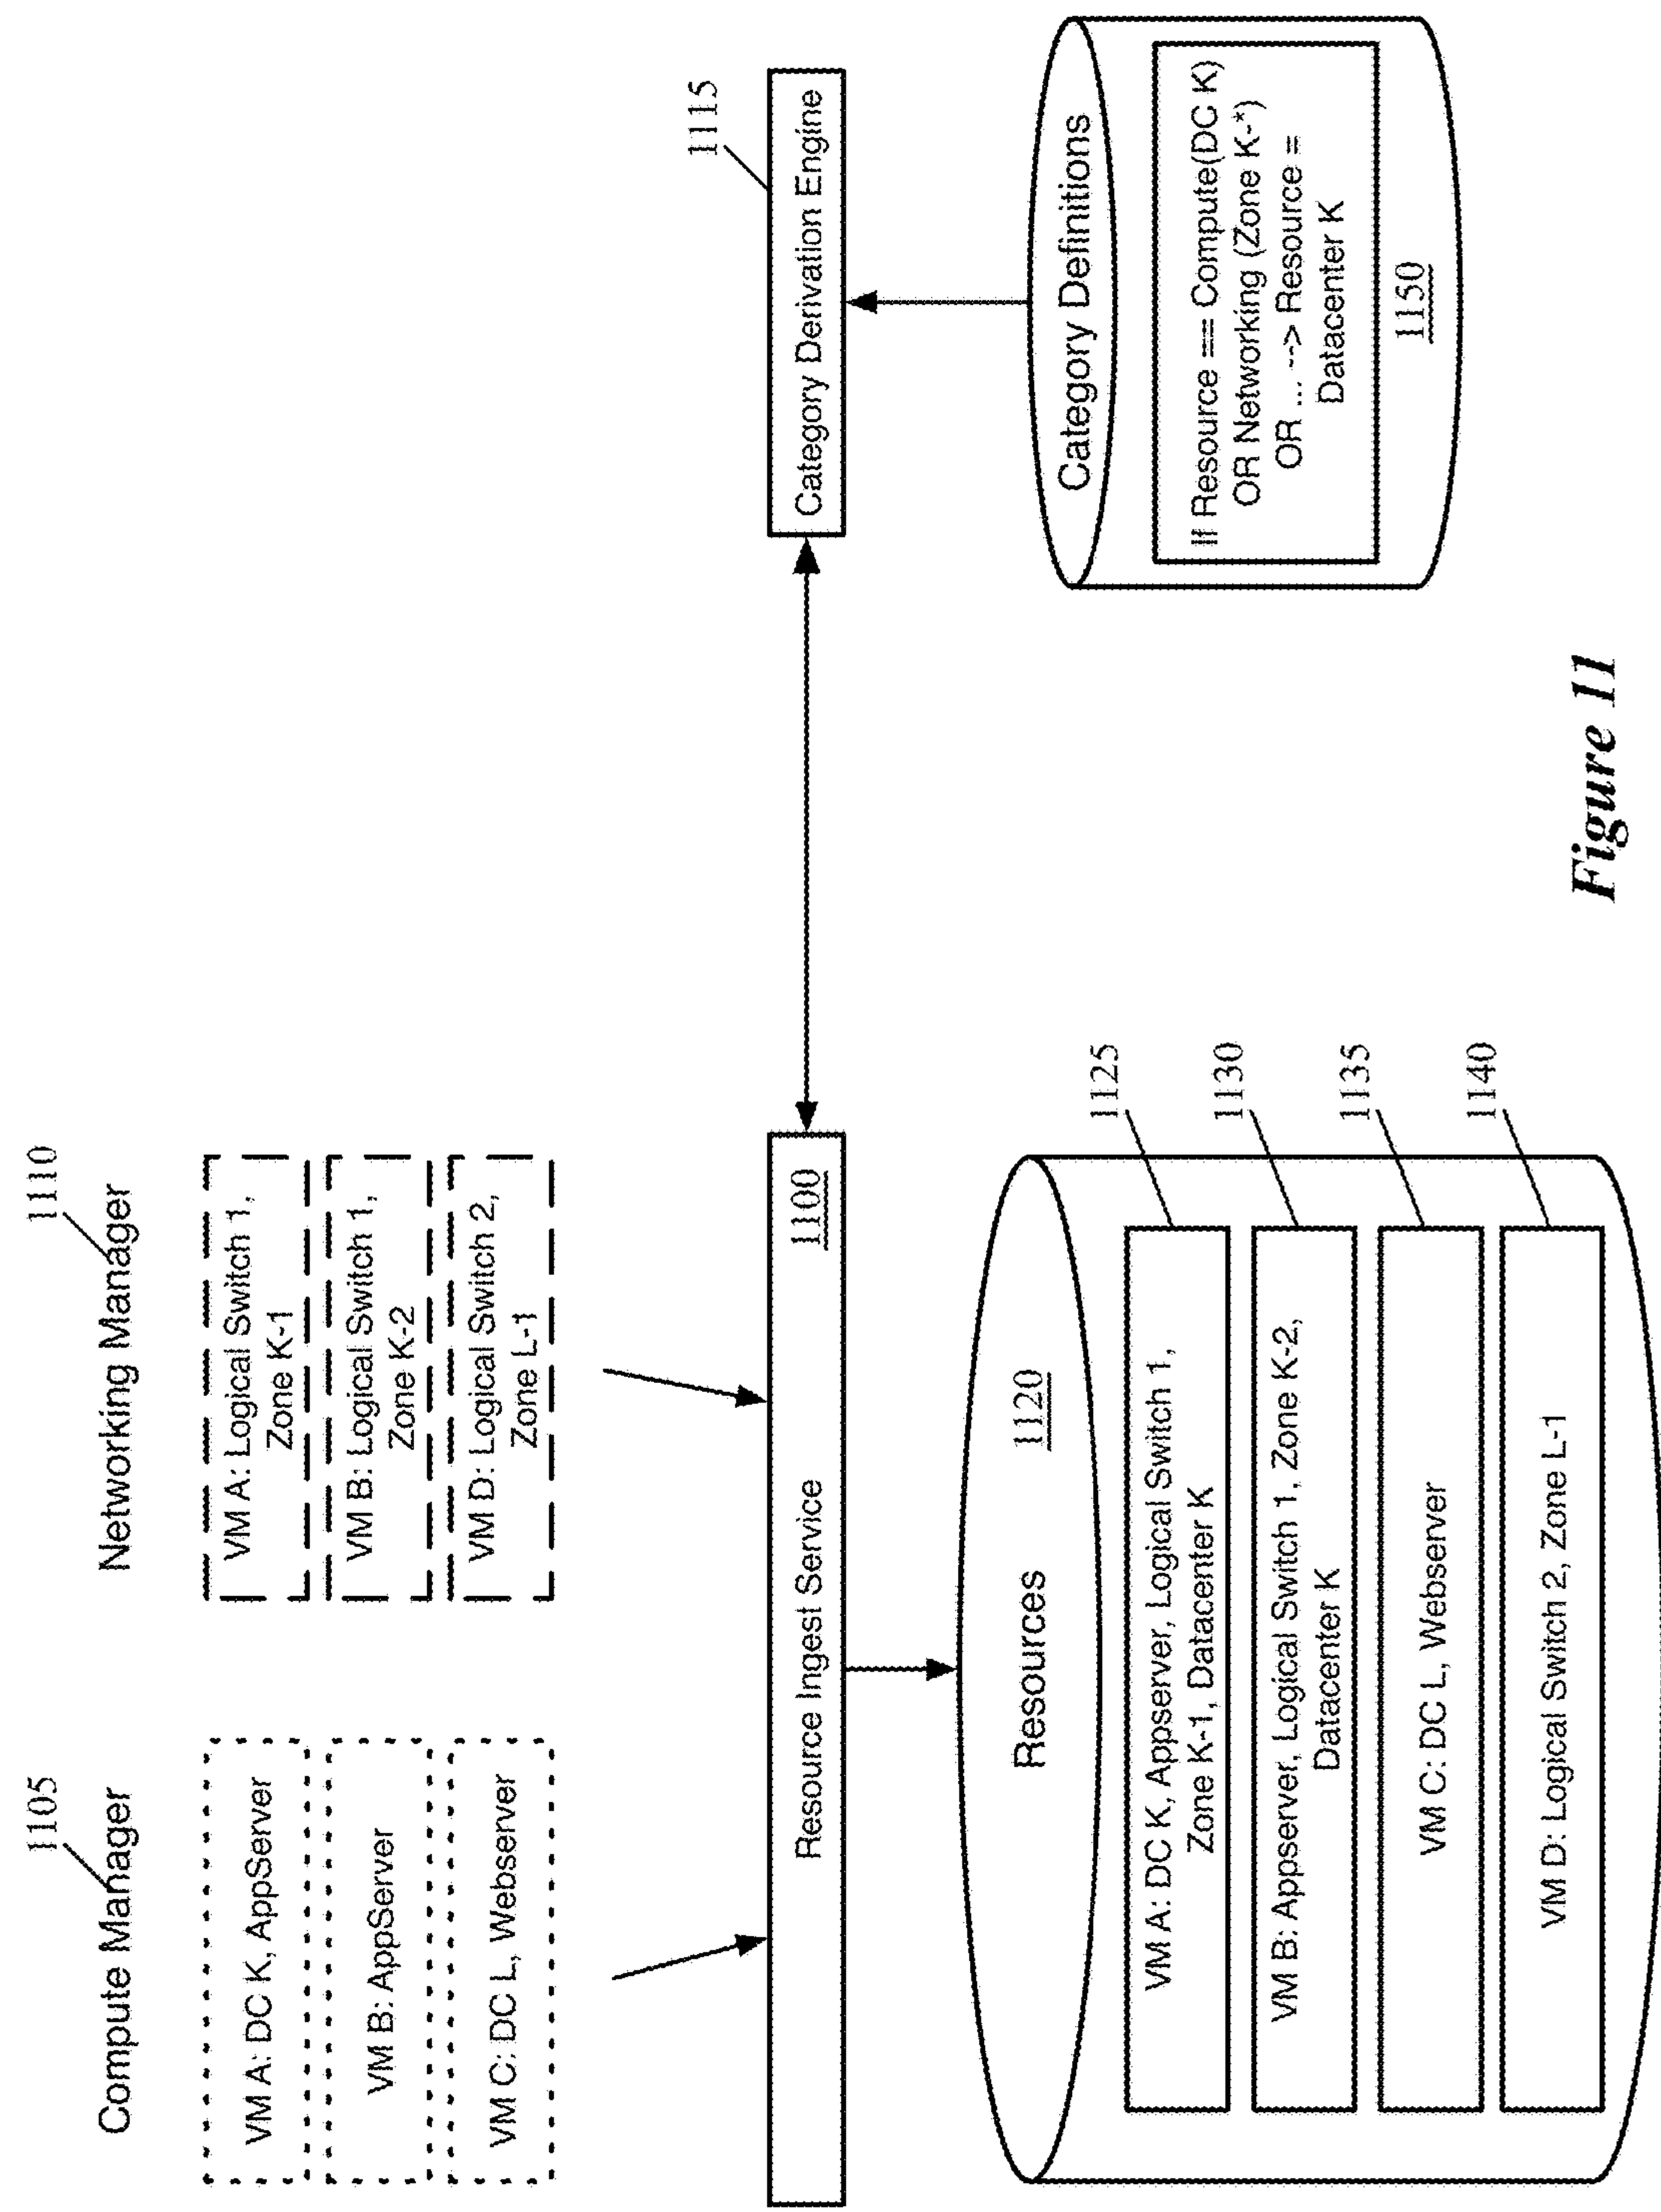 1105
Compute Manager
VM A: DC K, AppServer
VM B: AppServer
VM C: DC L, Webserver
1110
Networking Manager
VM A: Logical Switch 1,
Zone K-1
VM B: Logical Switch 1,
Zone K-2
VM D: Logical Switch 2,
Zone L-1
Resource Ingest Service
1100
1115
Category Derivation Engine
Resources
1120
VM A: DC K, Appserver, Logical Switch 1,
Zone K-1, Datacenter K
1125
VM B: Appserver, Logical Switch 1, Zone K-2,
Datacenter K
1130
VM C: DC L, Webserver
1135
VM D: Logical Switch 2, Zone L-1
1140
Category Definitions
If Resource == Compute(DC K)
OR Networking (Zone K-*)
OR ... --> Resource =
Datacenter K
1150
Figure 11